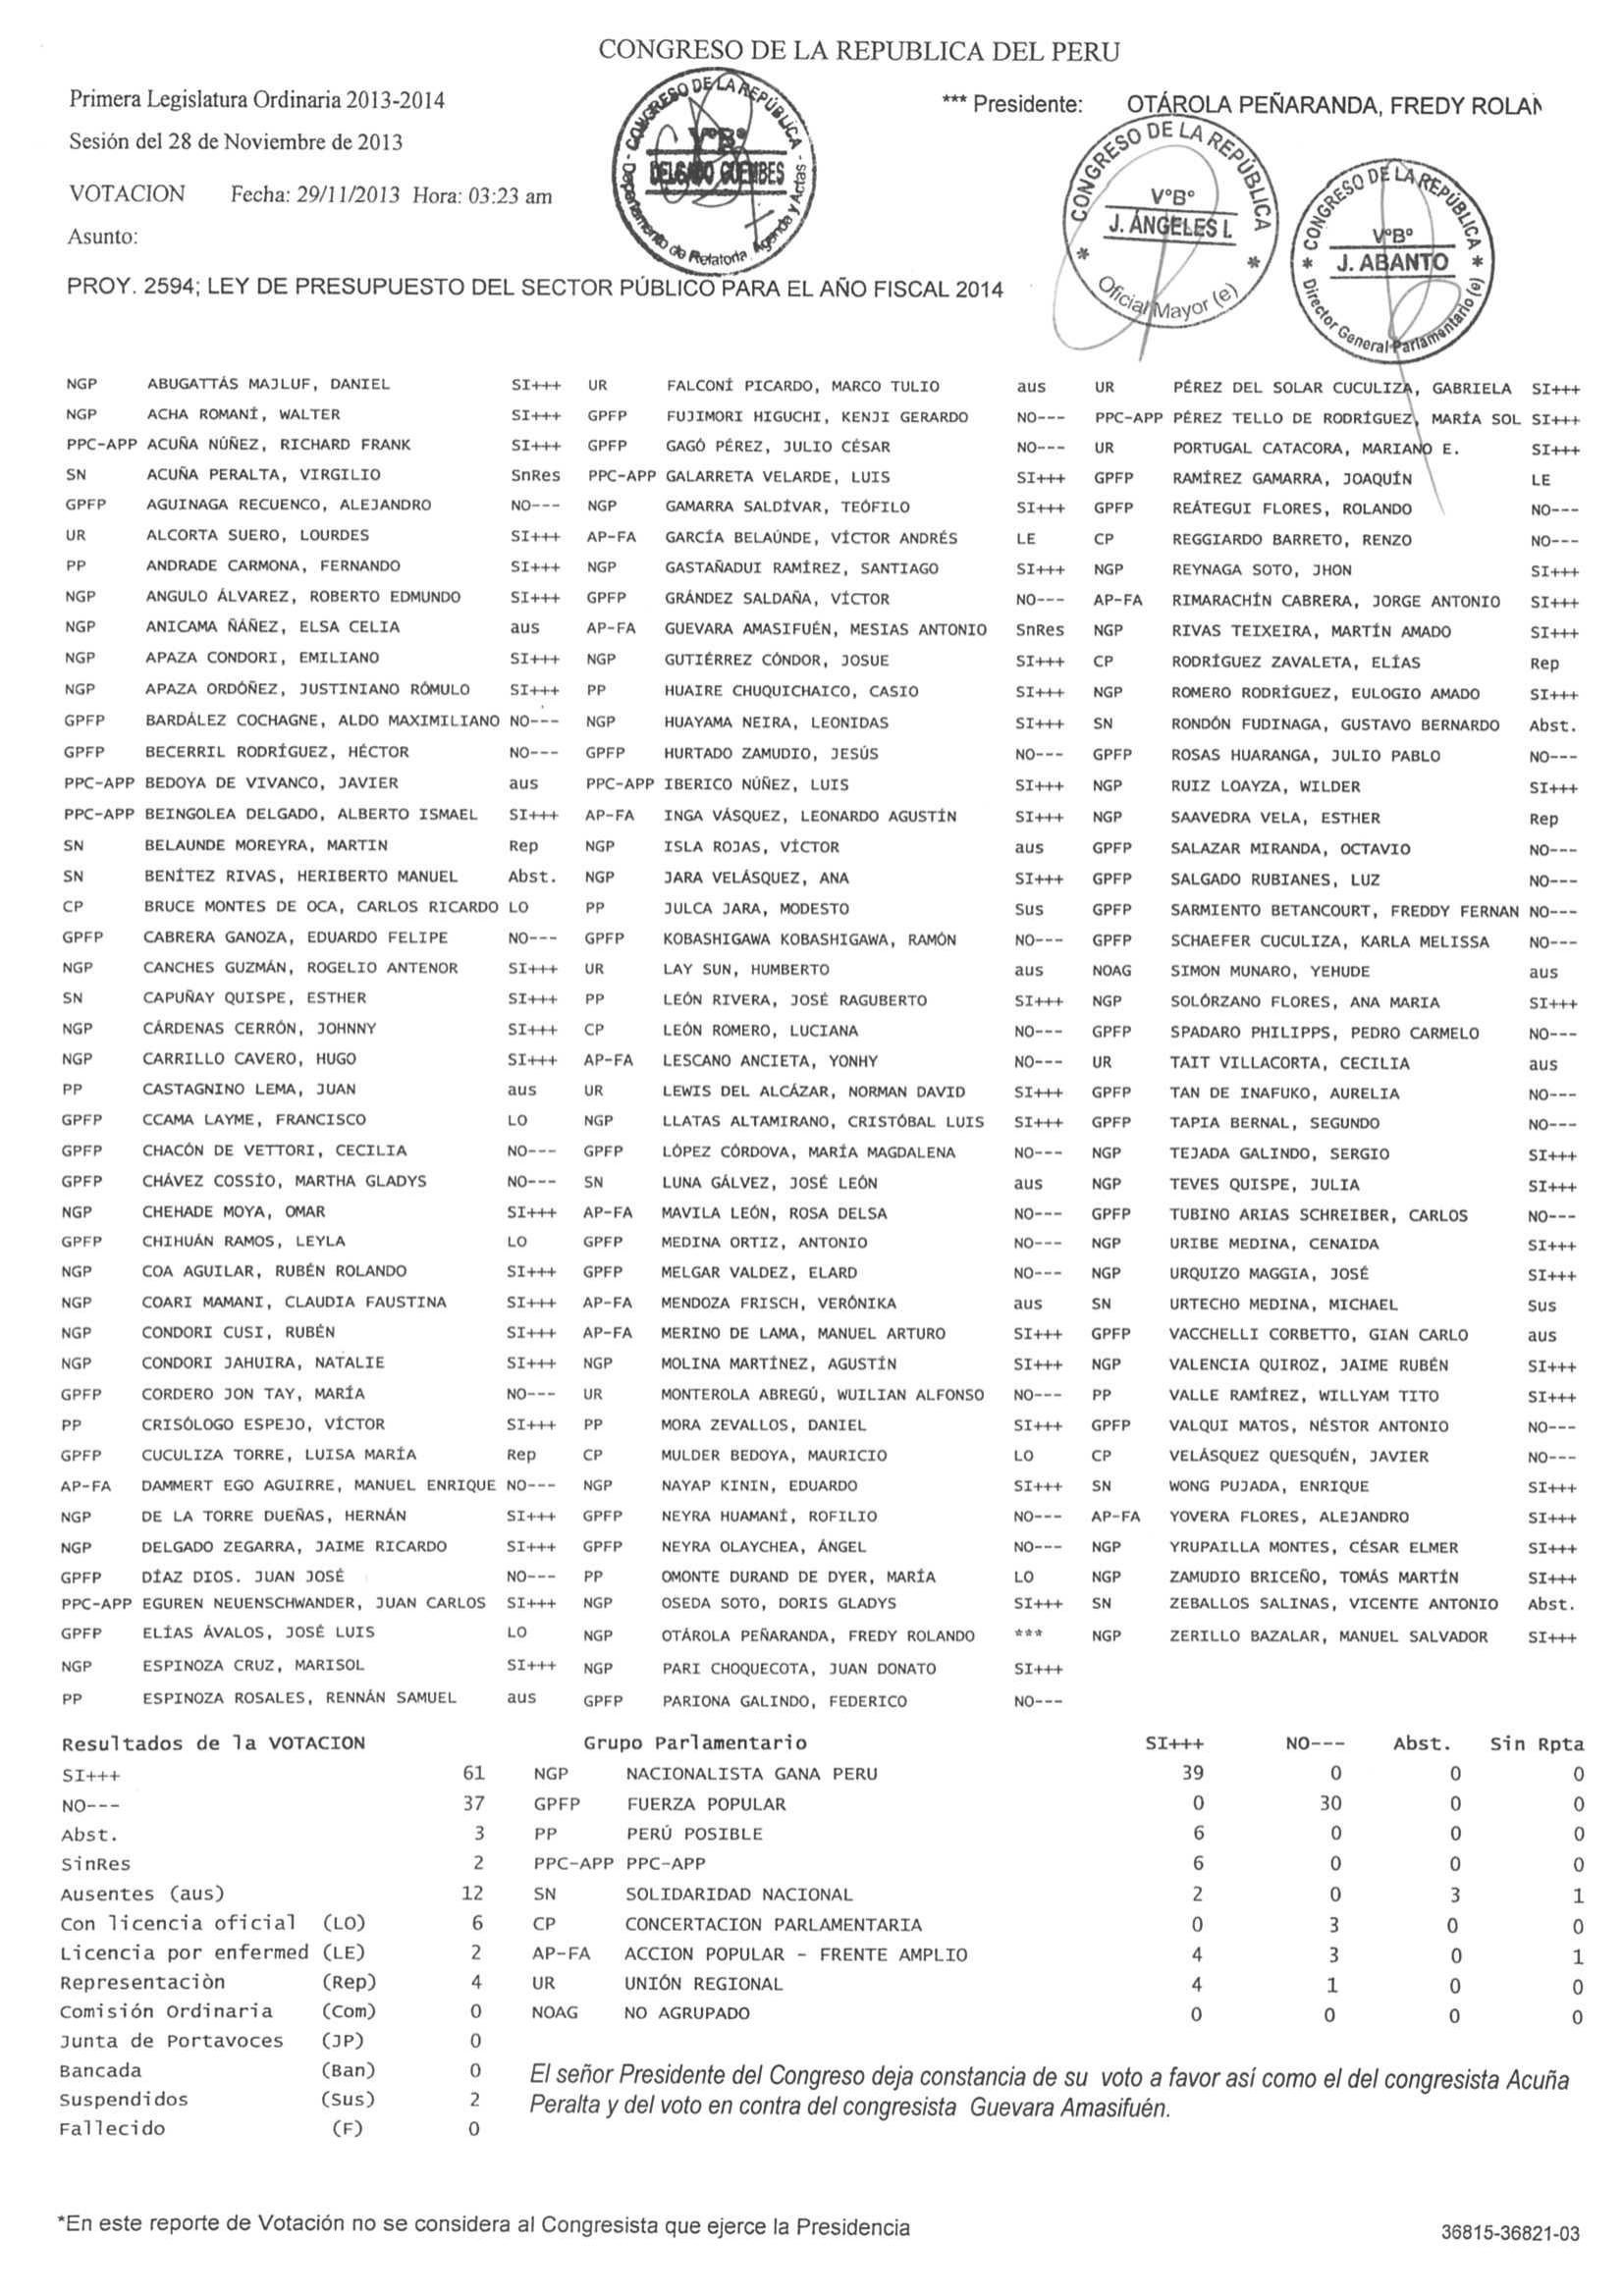 CONGRESO DE LA REPUBLICA DEL PERU
Primera Legislatura Ordinaria 2013-2014
*** Presidente: OTÁROLA PEÑARANDA, FREDY ROLAN
Sesión del 28 de Noviembre de 2013
VOTACION Fecha: 29/11/2013 Hora: 03:23 am
Asunto:
PROY. 2594; LEY DE PRESUPUESTO DEL SECTOR PÚBLICO PARA EL AÑO FISCAL 2014
CONGRESO DE LA REPÚBLICA
V°B°
DELGADO GUEMBES
Departamento de Relatoria, Agenda y Actas
CONGRESO DE LA REPÚBLICA
V°B°
J. ÁNGELES I.
Oficial Mayor (e)
CONGRESO DE LA REPÚBLICA
V°B°
J. ABANTO
Director General Parlamentario (e)
NGP ABUGATTÁS MAJLUF, DANIEL SI+++ UR FALCONÍ PICARDO, MARCO TULIO aus UR PÉREZ DEL SOLAR CUCULIZA, GABRIELA SI+++
NGP ACHA ROMANÍ, WALTER SI+++ GPFP FUJIMORI HIGUCHI, KENJI GERARDO NO--- PPC-APP PÉREZ TELLO DE RODRÍGUEZ, MARÍA SOL SI+++
PPC-APP ACUÑA NÚÑEZ, RICHARD FRANK SI+++ GPFP GAGÓ PÉREZ, JULIO CÉSAR NO--- UR PORTUGAL CATACORA, MARIANO E. SI+++
SN ACUÑA PERALTA, VIRGILIO SnRes PPC-APP GALARRETA VELARDE, LUIS SI+++ GPFP RAMÍREZ GAMARRA, JOAQUÍN LE
GPFP AGUINAGA RECUENCO, ALEJANDRO NO--- NGP GAMARRA SALDÍVAR, TEÓFILO SI+++ GPFP REÁTEGUI FLORES, ROLANDO NO---
UR ALCORTA SUERO, LOURDES SI+++ AP-FA GARCÍA BELAÚNDE, VÍCTOR ANDRÉS LE CP REGGIARDO BARRETO, RENZO NO---
PP ANDRADE CARMONA, FERNANDO SI+++ NGP GASTAÑADUI RAMÍREZ, SANTIAGO SI+++ NGP REYNAGA SOTO, JHON SI+++
NGP ANGULO ÁLVAREZ, ROBERTO EDMUNDO SI+++ GPFP GRÁNDEZ SALDAÑA, VÍCTOR NO--- AP-FA RIMARACHÍN CABRERA, JORGE ANTONIO SI+++
NGP ANICAMA ÑÁÑEZ, ELSA CELIA aus AP-FA GUEVARA AMASIFUÉN, MESIAS ANTONIO SnRes NGP RIVAS TEIXEIRA, MARTÍN AMADO SI+++
NGP APAZA CONDORI, EMILIANO SI+++ NGP GUTIÉRREZ CÓNDOR, JOSUE SI+++ CP RODRÍGUEZ ZAVALETA, ELÍAS Rep
NGP APAZA ORDÓÑEZ, JUSTINIANO RÓMULO SI+++ PP HUAIRE CHUQUICHAICO, CASIO SI+++ NGP ROMERO RODRÍGUEZ, EULOGIO AMADO SI+++
GPFP BARDÁLEZ COCHAGNE, ALDO MAXIMILIANO NO--- NGP HUAYAMA NEIRA, LEONIDAS SI+++ SN RONDÓN FUDINAGA, GUSTAVO BERNARDO Abst.
GPFP BECERRIL RODRÍGUEZ, HÉCTOR NO--- GPFP HURTADO ZAMUDIO, JESÚS NO--- GPFP ROSAS HUARANGA, JULIO PABLO NO---
PPC-APP BEDOYA DE VIVANCO, JAVIER aus PPC-APP IBERICO NÚÑEZ, LUIS SI+++ NGP RUIZ LOAYZA, WILDER SI+++
PPC-APP BEINGOLEA DELGADO, ALBERTO ISMAEL SI+++ AP-FA INGA VÁSQUEZ, LEONARDO AGUSTÍN SI+++ NGP SAAVEDRA VELA, ESTHER Rep
SN BELAUNDE MOREYRA, MARTIN Rep NGP ISLA ROJAS, VÍCTOR aus GPFP SALAZAR MIRANDA, OCTAVIO NO---
SN BENÍTEZ RIVAS, HERIBERTO MANUEL Abst. NGP JARA VELÁSQUEZ, ANA SI+++ GPFP SALGADO RUBIANES, LUZ NO---
CP BRUCE MONTES DE OCA, CARLOS RICARDO LO PP JULCA JARA, MODESTO Sus GPFP SARMIENTO BETANCOURT, FREDDY FERNAN NO---
GPFP CABRERA GANOZA, EDUARDO FELIPE NO--- GPFP KOBASHIGAWA KOBASHIGAWA, RAMÓN NO--- GPFP SCHAEFER CUCULIZA, KARLA MELISSA NO---
NGP CANCHES GUZMÁN, ROGELIO ANTENOR SI+++ UR LAY SUN, HUMBERTO aus NOAG SIMON MUNARO, YEHUDE aus
SN CAPUÑAY QUISPE, ESTHER SI+++ PP LEÓN RIVERA, JOSÉ RAGUBERTO SI+++ NGP SOLÓRZANO FLORES, ANA MARIA SI+++
NGP CÁRDENAS CERRÓN, JOHNNY SI+++ CP LEÓN ROMERO, LUCIANA NO--- GPFP SPADARO PHILIPPS, PEDRO CARMELO NO---
NGP CARRILLO CAVERO, HUGO SI+++ AP-FA LESCANO ANCIETA, YONHY NO--- UR TAIT VILLACORTA, CECILIA aus
PP CASTAGNINO LEMA, JUAN aus UR LEWIS DEL ALCÁZAR, NORMAN DAVID SI+++ GPFP TAN DE INAFUKO, AURELIA NO---
GPFP CCAMA LAYME, FRANCISCO LO NGP LLATAS ALTAMIRANO, CRISTÓBAL LUIS SI+++ GPFP TAPIA BERNAL, SEGUNDO NO---
GPFP CHACÓN DE VETTORI, CECILIA NO--- GPFP LÓPEZ CÓRDOVA, MARÍA MAGDALENA NO--- NGP TEJADA GALINDO, SERGIO SI+++
GPFP CHÁVEZ COSSÍO, MARTHA GLADYS NO--- SN LUNA GÁLVEZ, JOSÉ LEÓN aus NGP TEVES QUISPE, JULIA SI+++
NGP CHEHADE MOYA, OMAR SI+++ AP-FA MAVILA LEÓN, ROSA DELSA NO--- GPFP TUBINO ARIAS SCHREIBER, CARLOS NO---
GPFP CHIHUÁN RAMOS, LEYLA LO GPFP MEDINA ORTIZ, ANTONIO NO--- NGP URIBE MEDINA, CENAIDA SI+++
NGP COA AGUILAR, RUBÉN ROLANDO SI+++ GPFP MELGAR VALDEZ, ELARD NO--- NGP URQUIZO MAGGIA, JOSÉ SI+++
NGP COARI MAMANI, CLAUDIA FAUSTINA SI+++ AP-FA MENDOZA FRISCH, VERÓNIKA aus SN URTECHO MEDINA, MICHAEL Sus
NGP CONDORI CUSI, RUBÉN SI+++ AP-FA MERINO DE LAMA, MANUEL ARTURO SI+++ GPFP VACCHELLI CORBETTO, GIAN CARLO aus
NGP CONDORI JAHUIRA, NATALIE SI+++ NGP MOLINA MARTÍNEZ, AGUSTÍN SI+++ NGP VALENCIA QUIROZ, JAIME RUBÉN SI+++
GPFP CORDERO JON TAY, MARÍA NO--- UR MONTEROLA ABREGÚ, WUILIAN ALFONSO NO--- PP VALLE RAMÍREZ, WILLYAM TITO SI+++
PP CRISÓLOGO ESPEJO, VÍCTOR SI+++ PP MORA ZEVALLOS, DANIEL SI+++ GPFP VALQUI MATOS, NÉSTOR ANTONIO NO---
GPFP CUCULIZA TORRE, LUISA MARÍA Rep CP MULDER BEDOYA, MAURICIO LO CP VELÁSQUEZ QUESQUÉN, JAVIER NO---
AP-FA DAMMERT EGO AGUIRRE, MANUEL ENRIQUE NO--- NGP NAYAP KININ, EDUARDO SI+++ SN WONG PUJADA, ENRIQUE SI+++
NGP DE LA TORRE DUEÑAS, HERNÁN SI+++ GPFP NEYRA HUAMANÍ, ROFILIO NO--- AP-FA YOVERA FLORES, ALEJANDRO SI+++
NGP DELGADO ZEGARRA, JAIME RICARDO SI+++ GPFP NEYRA OLAYCHEA, ÁNGEL NO--- NGP YRUPAILLA MONTES, CÉSAR ELMER SI+++
GPFP DÍAZ DIOS. JUAN JOSÉ NO--- PP OMONTE DURAND DE DYER, MARÍA LO NGP ZAMUDIO BRICEÑO, TOMÁS MARTÍN SI+++
PPC-APP EGUREN NEUENSCHWANDER, JUAN CARLOS SI+++ NGP OSEDA SOTO, DORIS GLADYS SI+++ SN ZEBALLOS SALINAS, VICENTE ANTONIO Abst.
GPFP ELÍAS ÁVALOS, JOSÉ LUIS LO NGP OTÁROLA PEÑARANDA, FREDY ROLANDO *** NGP ZERILLO BAZALAR, MANUEL SALVADOR SI+++
NGP ESPINOZA CRUZ, MARISOL SI+++ NGP PARI CHOQUECOTA, JUAN DONATO SI+++
PP ESPINOZA ROSALES, RENNÁN SAMUEL aus GPFP PARIONA GALINDO, FEDERICO NO---
Resultados de la VOTACION Grupo Parlamentario SI+++ NO--- Abst. Sin Rpta
SI+++ 61 NGP NACIONALISTA GANA PERU 39 0 0 0
NO--- 37 GPFP FUERZA POPULAR 0 30 0 0
Abst. 3 PP PERÚ POSIBLE 6 0 0 0
SinRes 2 PPC-APP PPC-APP 6 0 0 0
Ausentes (aus) 12 SN SOLIDARIDAD NACIONAL 2 0 3 1
Con licencia oficial (LO) 6 CP CONCERTACION PARLAMENTARIA 0 3 0 0
Licencia por enfermed (LE) 2 AP-FA ACCION POPULAR - FRENTE AMPLIO 4 3 0 1
Representaciòn (Rep) 4 UR UNIÓN REGIONAL 4 1 0 0
Comisión Ordinaria (Com) 0 NOAG NO AGRUPADO 0 0 0 0
Junta de Portavoces (JP) 0
Bancada (Ban) 0
Suspendidos (Sus) 2
Fallecido (F) 0
El señor Presidente del Congreso deja constancia de su voto a favor así como el del congresista Acuña
Peralta y del voto en contra del congresista Guevara Amasifuén.
*En este reporte de Votación no se considera al Congresista que ejerce la Presidencia
36815-36821-03